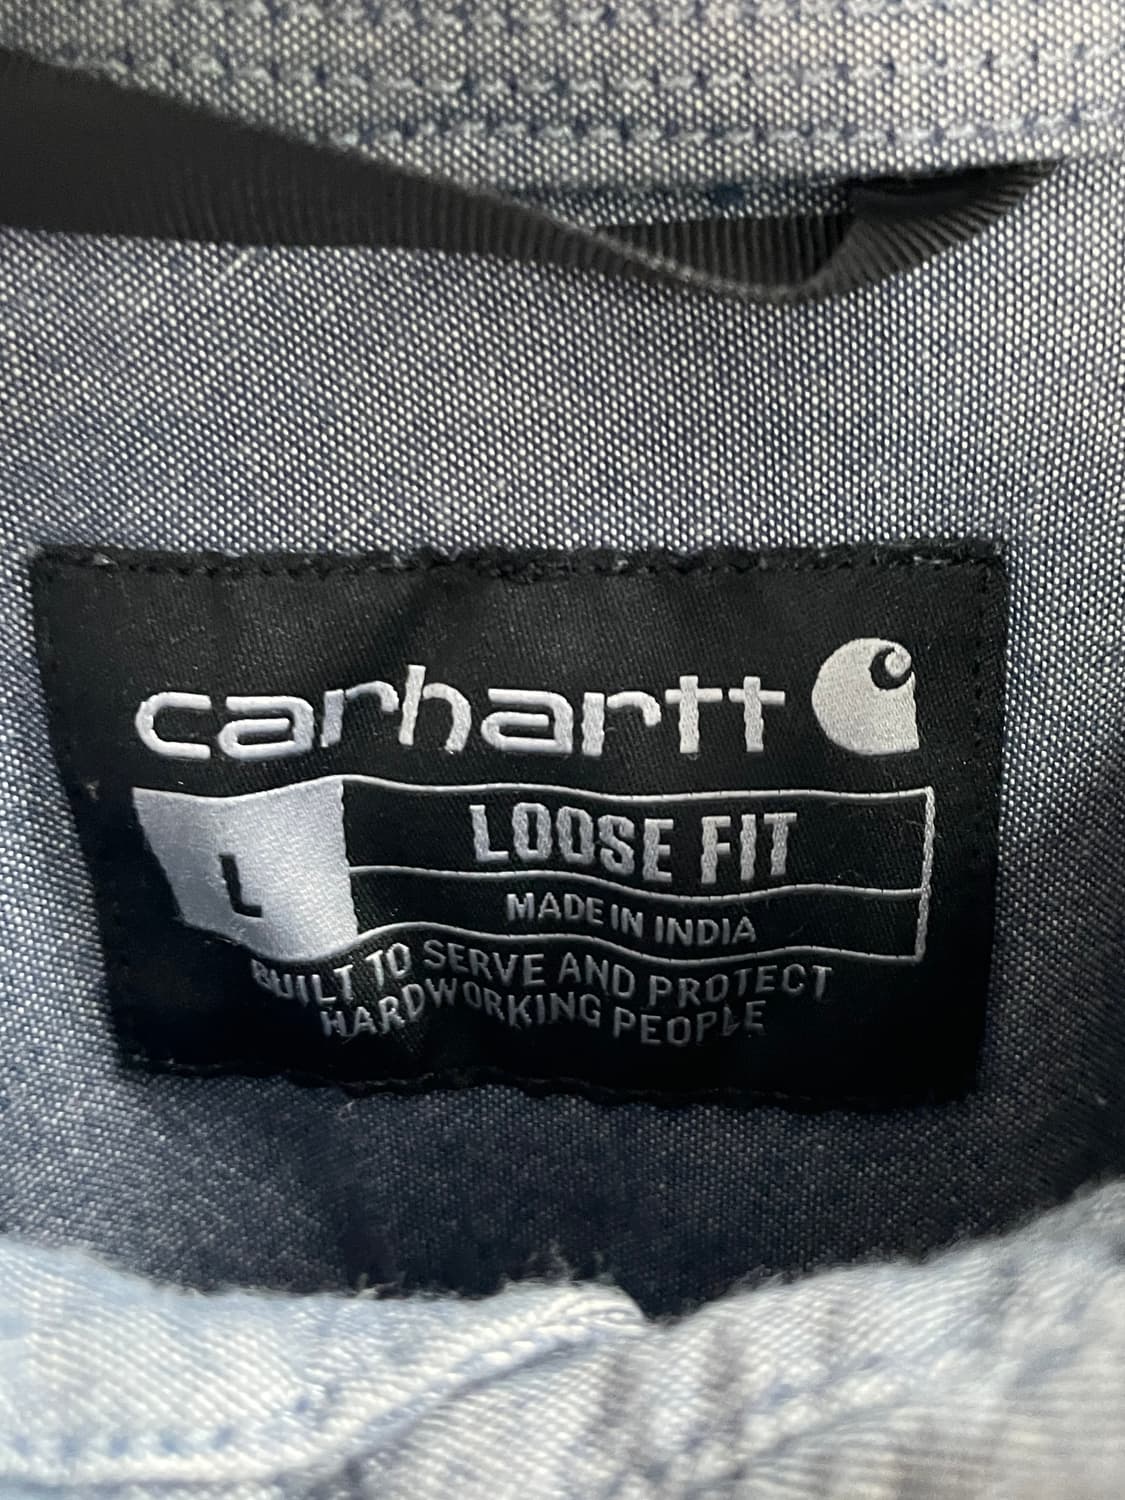 carhartt
L
LOOSE FIT
MADE IN INDIA
BUILT TO SERVE AND PROTECT
HARDWORKING PEOPLE